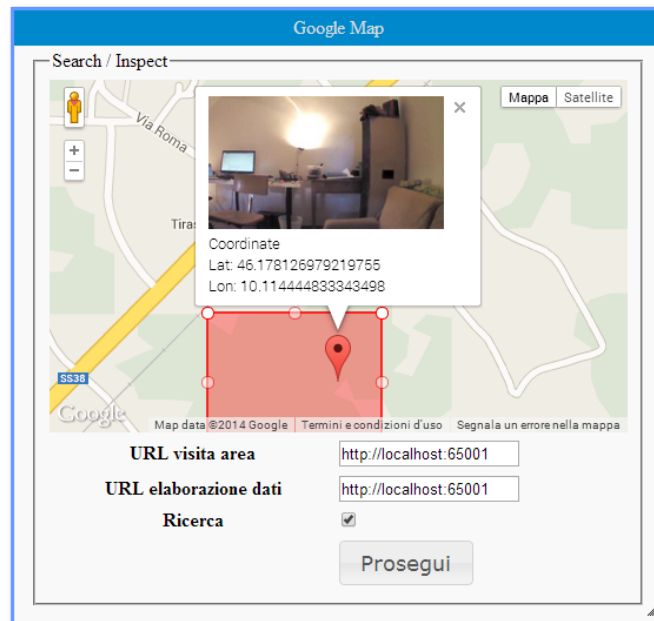 Google Map
Search / Inspect
Mappa Satellite
Via Roma
+
-
Tiras
×
Coordinate
Lat: 46.178126979219755
Lon: 10.114444833343498
SS38
Google
Map data ©2014 Google Termini e condizioni d'uso Segnala un errore nella mappa
URL visita area http://localhost:65001
URL elaborazione dati http://localhost:65001
Ricerca
Prosegui